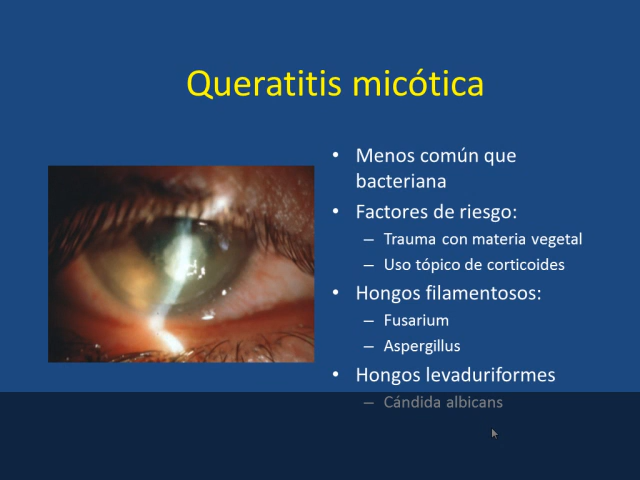 Queratitis micótica
• Menos común que
bacteriana
• Factores de riesgo:
– Trauma con materia vegetal
– Uso tópico de corticoides
• Hongos filamentosos:
– Fusarium
– Aspergillus
• Hongos levaduriformes
– Cándida albicans